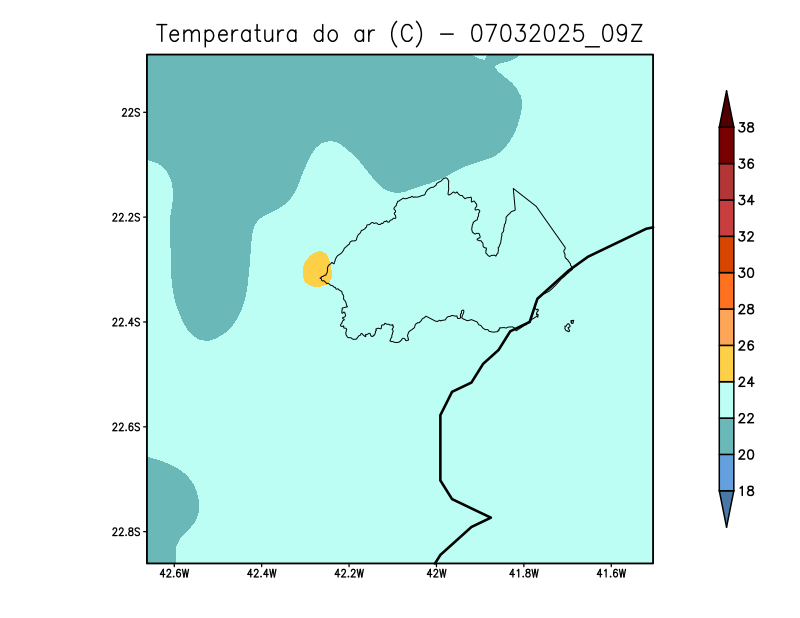 Temperatura do ar (C) - 07032025_09Z
22S
22.2S
22.4S
22.6S
22.8S
42.6W
42.4W
42.2W
42W
41.8W
41.6W
38
36
34
32
30
28
26
24
22
20
18